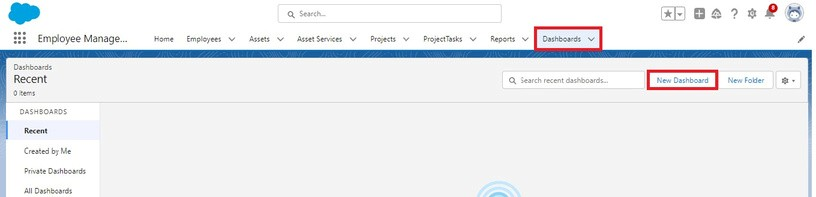 Search...
8
Employee Manage... Home Employees Assets Asset Services Projects ProjectTasks Reports Dashboards
Dashboards
Recent
0 items
Search recent dashboards...
New Dashboard
New Folder
DASHBOARDS
Recent
Created by Me
Private Dashboards
All Dashboards